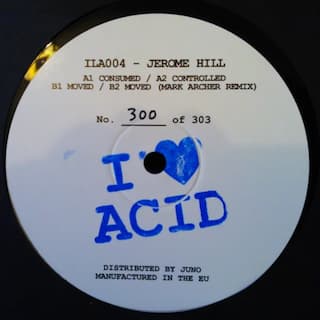 ILA004 - JEROME HILL
A1 CONSUMED / A2 CONTROLLED
B1 MOVED / B2 MOVED (MARK ARCHER REMIX)
No. 300 of 303
I ♥
ACID
DISTRIBUTED BY JUNO
MANUFACTURED IN THE EU